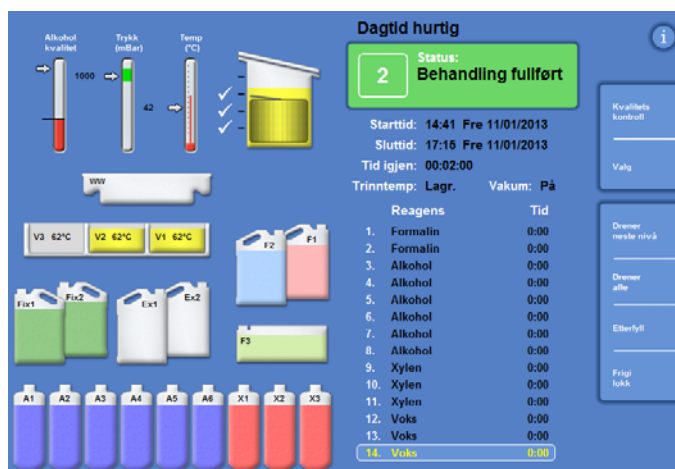 Alkohol
kvalitet
Trykk
(mBar)
Temp
(°C)
1000
42
WW
V3 62°C
V2 62°C
V1 62°C
F2
F1
Fix1
Fix2
Ex1
Ex2
F3
A1
A2
A3
A4
A5
A6
X1
X2
X3
Dagtid hurtig
2
Status:
Behandling fullført
Starttid: 14:41 Fre 11/01/2013
Sluttid: 17:15 Fre 11/01/2013
Tid igjen: 00:02:00
Trinntemp: Lagr. Vakum: På
Reagens Tid
1. Formalin 0:00
2. Formalin 0:00
3. Alkohol 0:00
4. Alkohol 0:00
5. Alkohol 0:00
6. Alkohol 0:00
7. Alkohol 0:00
8. Alkohol 0:00
9. Xylen 0:00
10. Xylen 0:00
11. Xylen 0:00
12. Voks 0:00
13. Voks 0:00
14. Voks 0:00
i
Kvalitets
kontroll
Valg
Drener
neste nivå
Drener
alle
Etterfyll
Frigi
lokk